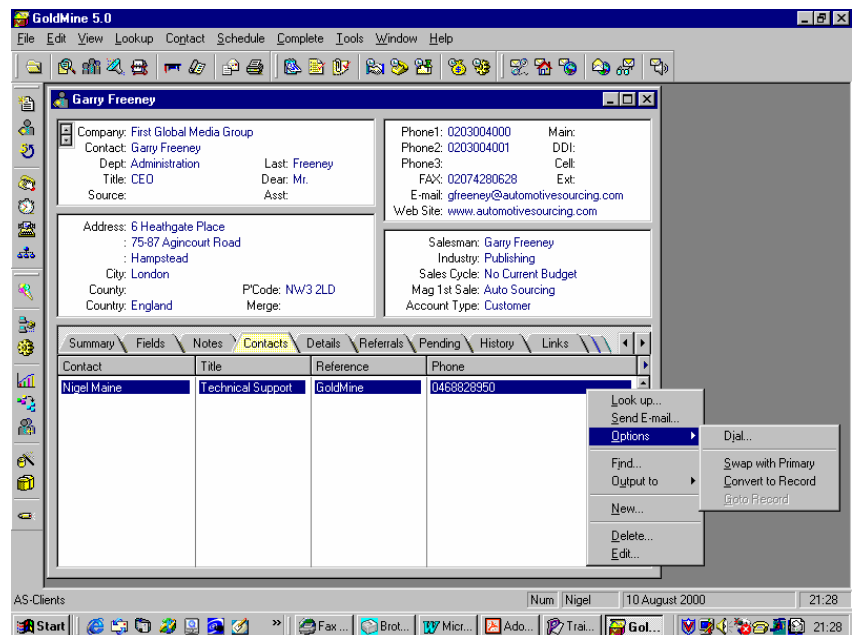 GoldMine 5.0
File Edit View Lookup Contact Schedule Complete Tools Window Help
Garry Freeney
Company: First Global Media Group
Contact: Garry Freeney
Dept: Administration Last: Freeney
Title: CEO Dear: Mr.
Source: Asst:
Phone1: 0203004000 Main:
Phone2: 0203004001 DDI:
Phone3: Cell:
FAX: 02074280628 Ext:
E-mail: gfreeney@automotivesourcing.com
Web Site: www.automotivesourcing.com
Address: 6 Heathgate Place
: 75-87 Agincourt Road
: Hampstead
City: London
County: P'Code: NW3 2LD
Country: England Merge:
Salesman: Garry Freeney
Industry: Publishing
Sales Cycle: No Current Budget
Mag 1st Sale: Auto Sourcing
Account Type: Customer
Summary Fields Notes Contacts Details Referrals Pending History Links
Contact Title Reference Phone
Nigel Maine Technical Support GoldMine 0468828950
Look up...
Send E-mail...
Options
Find...
Output to
New...
Delete...
Edit...
Dial...
Swap with Primary
Convert to Record
Goto Record
AS-Clients Num Nigel 10 August 2000 21:28
Start » Fax ... Brot... Micr... Ado... Trai... Gol... 21:28